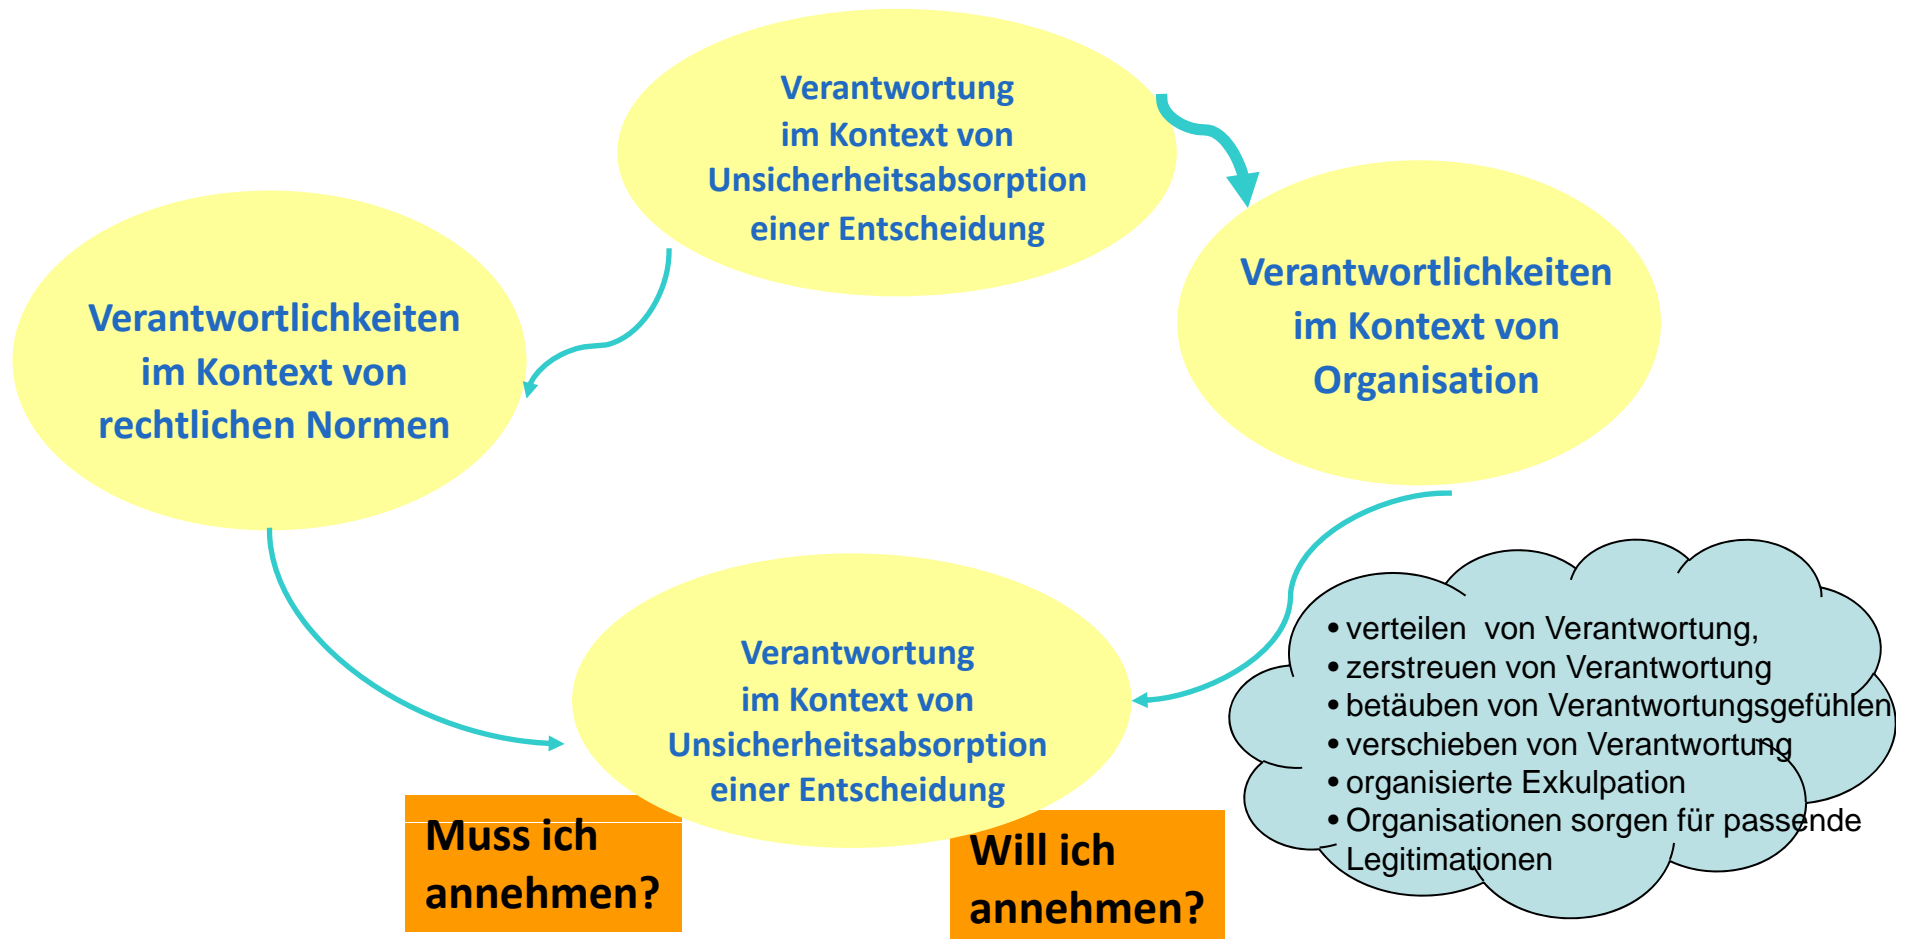 Verantwortung
im Kontext von
Unsicherheitsabsorption
einer Entscheidung
Verantwortlichkeiten
im Kontext von
Organisation
Verantwortlichkeiten
im Kontext von
rechtlichen Normen
Verantwortung
im Kontext von
Unsicherheitsabsorption
einer Entscheidung
Muss ich
annehmen?
Will ich
annehmen?
• verteilen von Verantwortung,
• zerstreuen von Verantwortung
• betäuben von Verantwortungsgefühlen
• verschieben von Verantwortung
• organisierte Exkulpation
• Organisationen sorgen für passende
Legitimationen